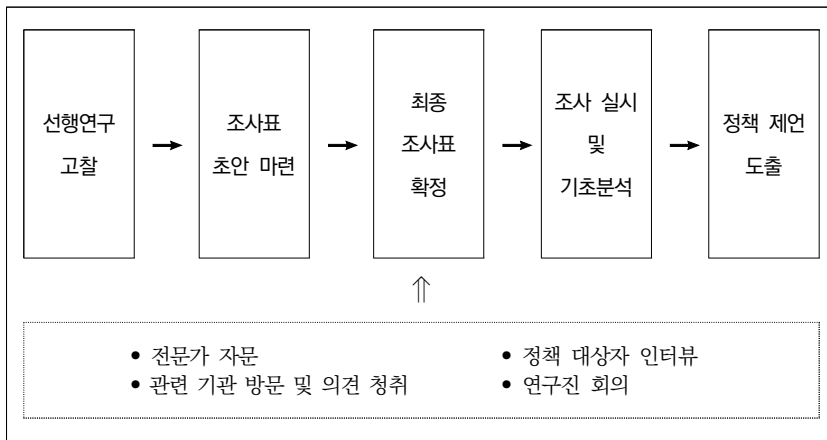 선행연구
고찰
조사표
초안 마련
최종
조사표
확정
조사 실시
및
기초분석
정책 제언
도출
• 전문가 자문
• 관련 기관 방문 및 의견 청취
• 정책 대상자 인터뷰
• 연구진 회의